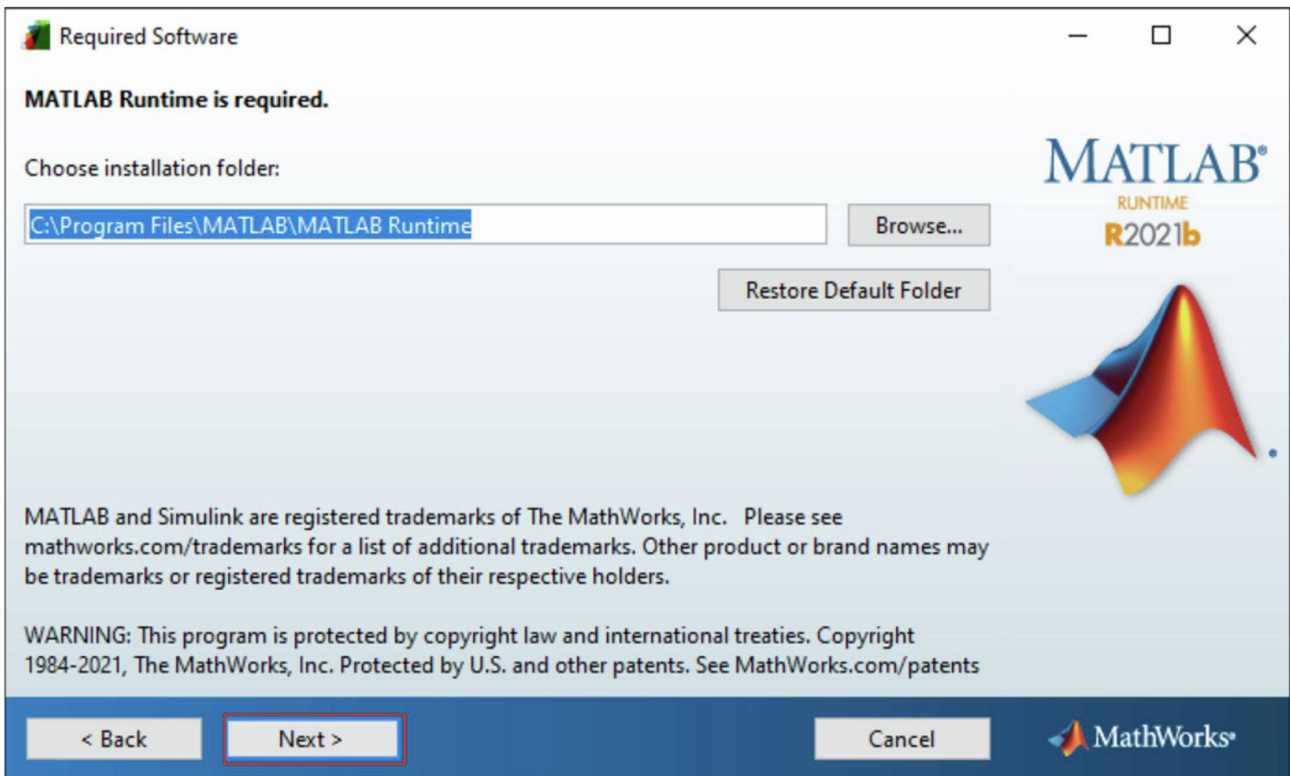 Required Software
MATLAB Runtime is required.
Choose installation folder:
C:\Program Files\MATLAB\MATLAB Runtime
Browse...
Restore Default Folder
MATLAB®
RUNTIME
R2021b
MATLAB and Simulink are registered trademarks of The MathWorks, Inc.   Please see
mathworks.com/trademarks for a list of additional trademarks. Other product or brand names may
be trademarks or registered trademarks of their respective holders.
WARNING: This program is protected by copyright law and international treaties. Copyright
1984-2021, The MathWorks, Inc. Protected by U.S. and other patents. See MathWorks.com/patents
< Back
Next >
Cancel
MathWorks®